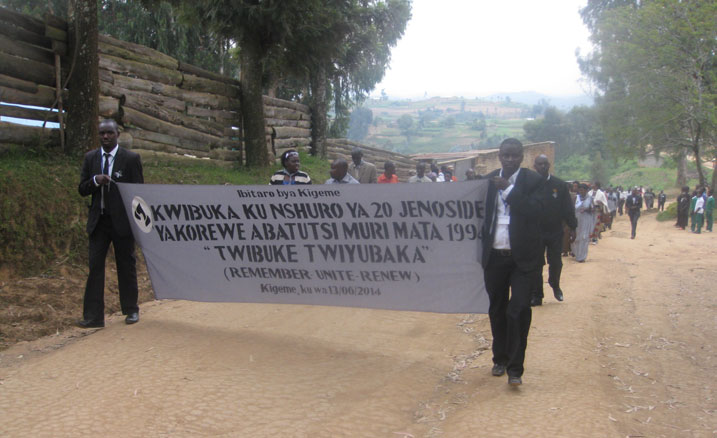 Ibitaro bya Kigeme
KWIBUKA KU NSHURO YA 20 JENOSIDE
YAKOREWE ABATUTSI MURI MATA 1994
“TWIBUKE TWIYUBAKA”
(REMEMBER UNITE-RENEW)
Kigeme, ku wa 13/06/2014